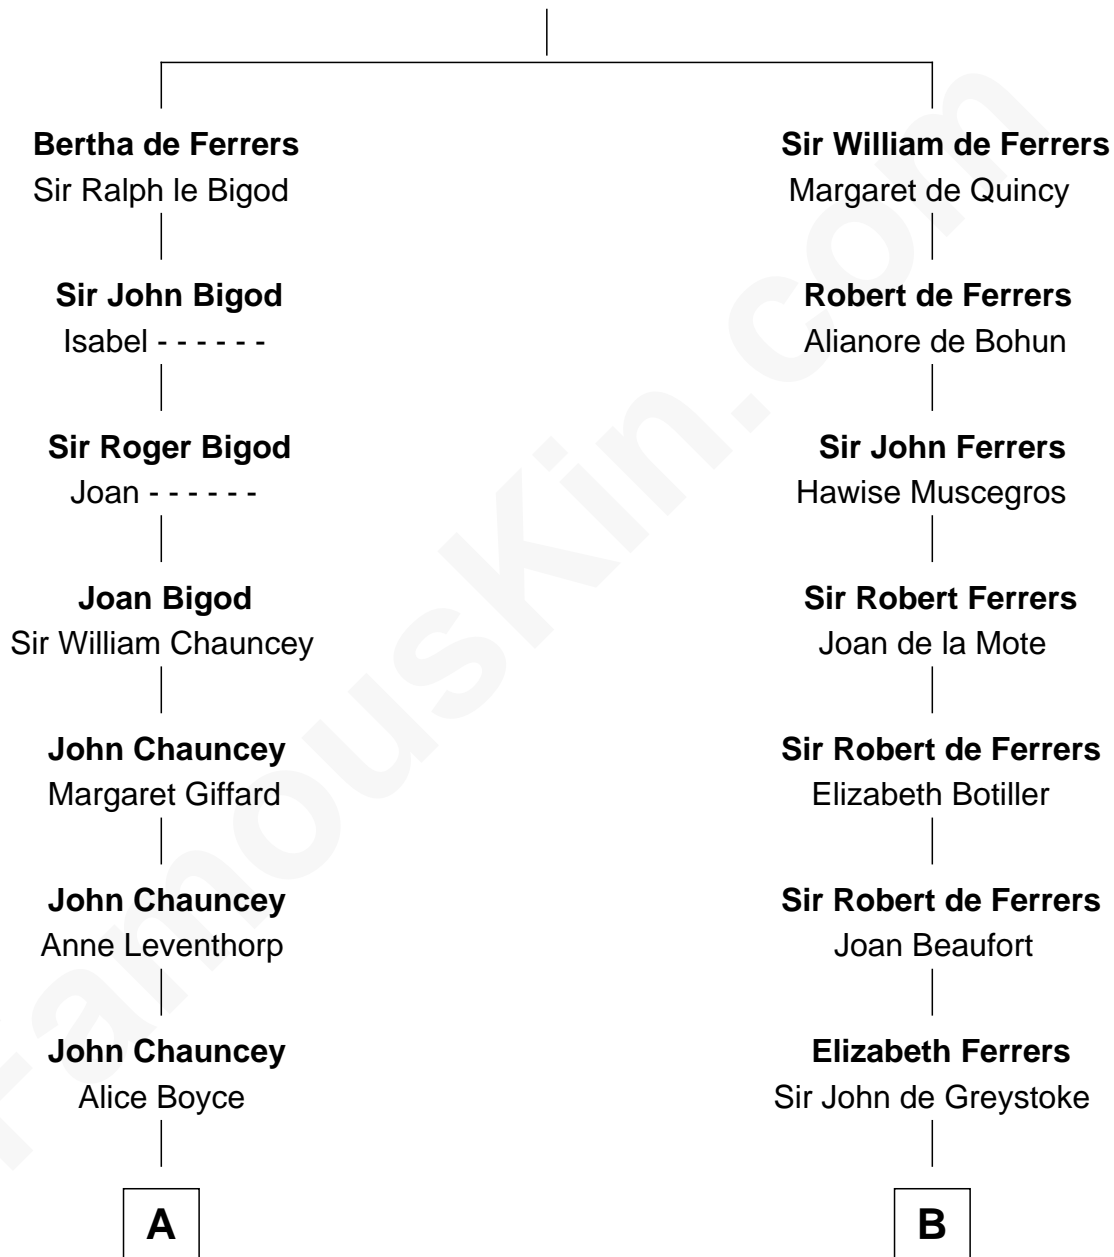 Bertha de Ferrers
Sir Ralph le Bigod
Sir John Bigod
Isabel - - - - - -
Sir Roger Bigod
Joan - - - - - -
Joan Bigod
Sir William Chauncey
John Chauncey
Margaret Giffard
John Chauncey
Anne Leventhorp
John Chauncey
Alice Boyce
A
Sir William de Ferrers
Margaret de Quincy
Robert de Ferrers
Alianore de Bohun
Sir John Ferrers
Hawise Muscegros
Sir Robert Ferrers
Joan de la Mote
Sir Robert de Ferrers
Elizabeth Botiller
Sir Robert de Ferrers
Joan Beaufort
Elizabeth Ferrers
Sir John de Greystoke
B
FamousKin.com